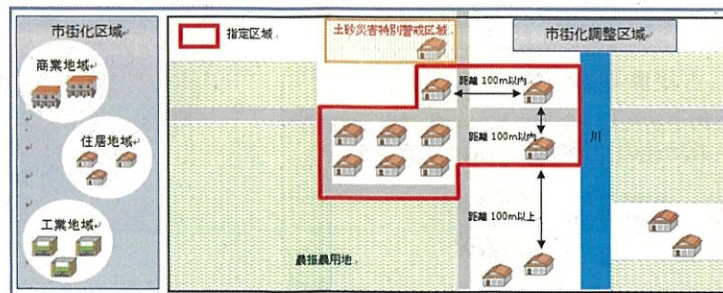 市街化区域
商業地域
住居地域
工業地域
指定区域
土砂災害特別警戒区域
市街化調整区域
距離 100m以内
距離 100m以内
川
距離 100m以上
農振農用地